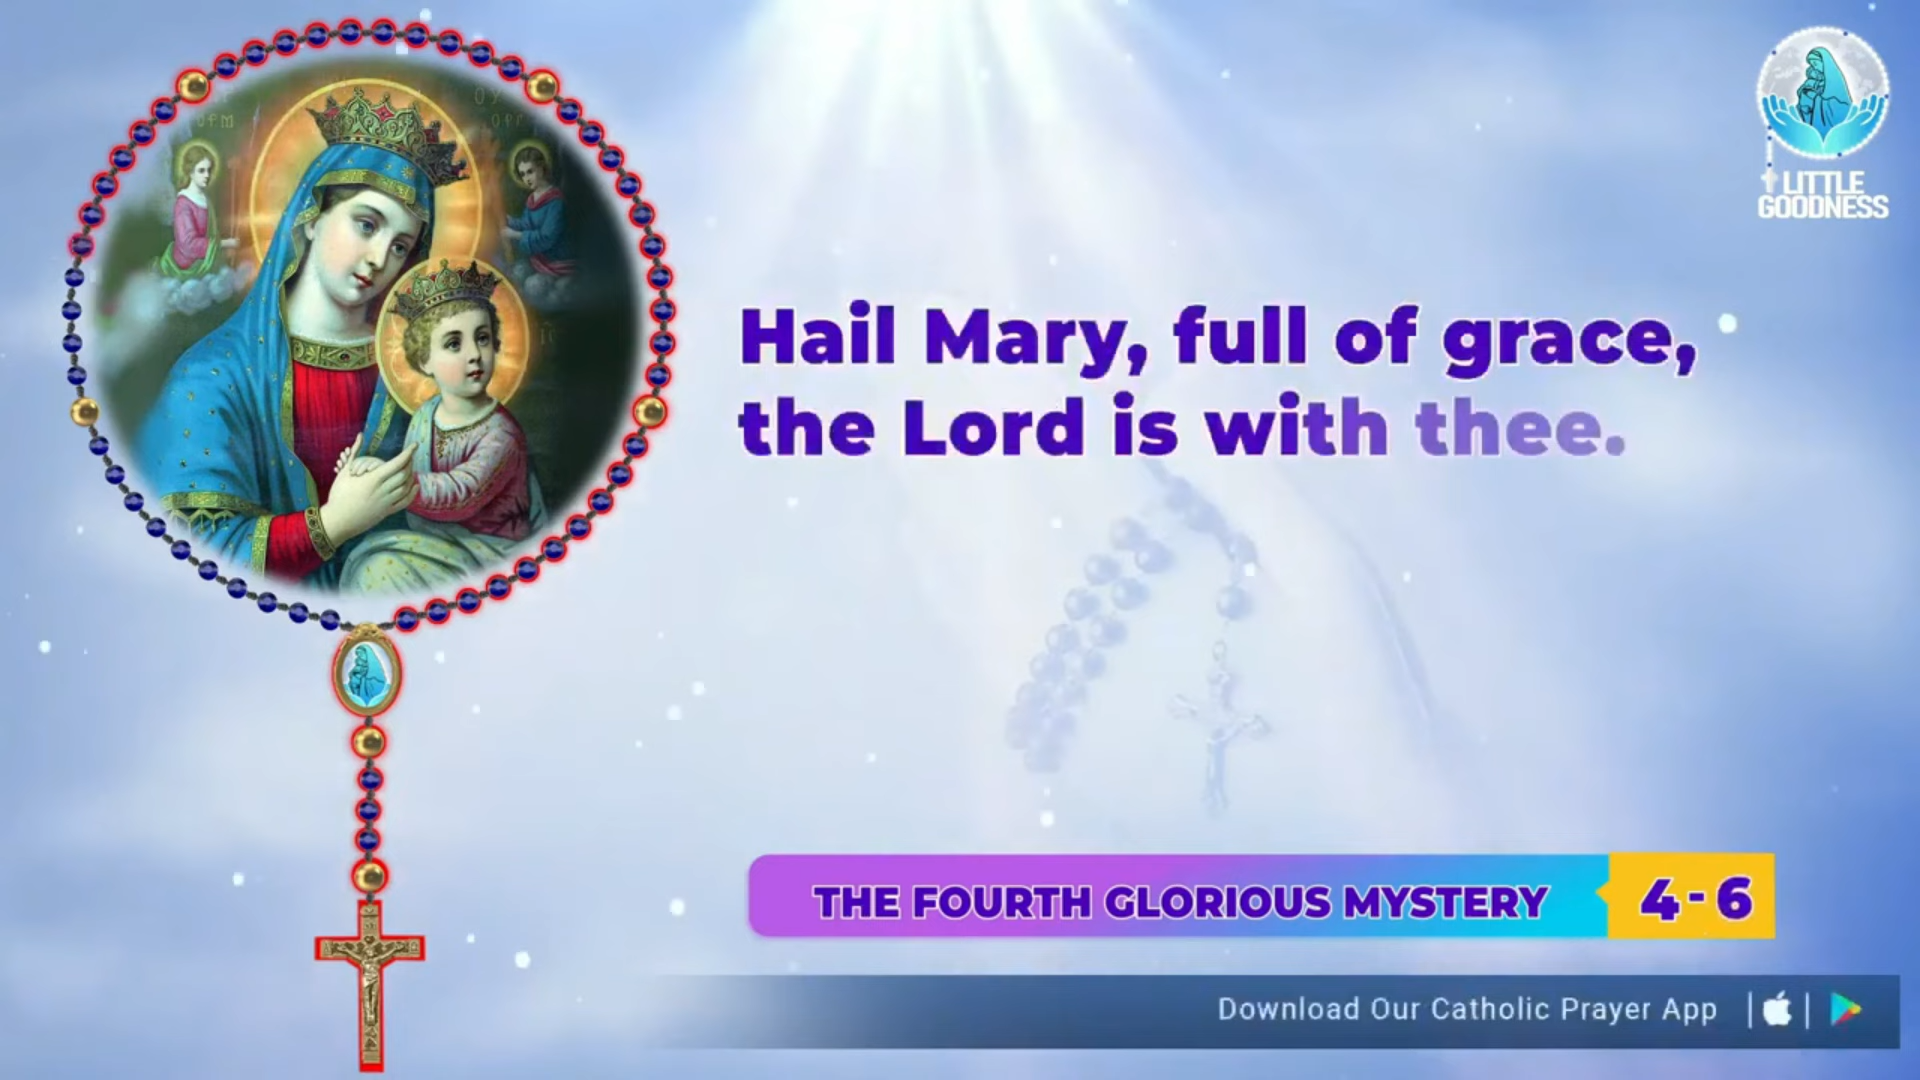 LITTLE
GOODNESS
Hail Mary, full of grace,
the Lord is with thee.
THE FOURTH GLORIOUS MYSTERY 4-6
Download Our Catholic Prayer App